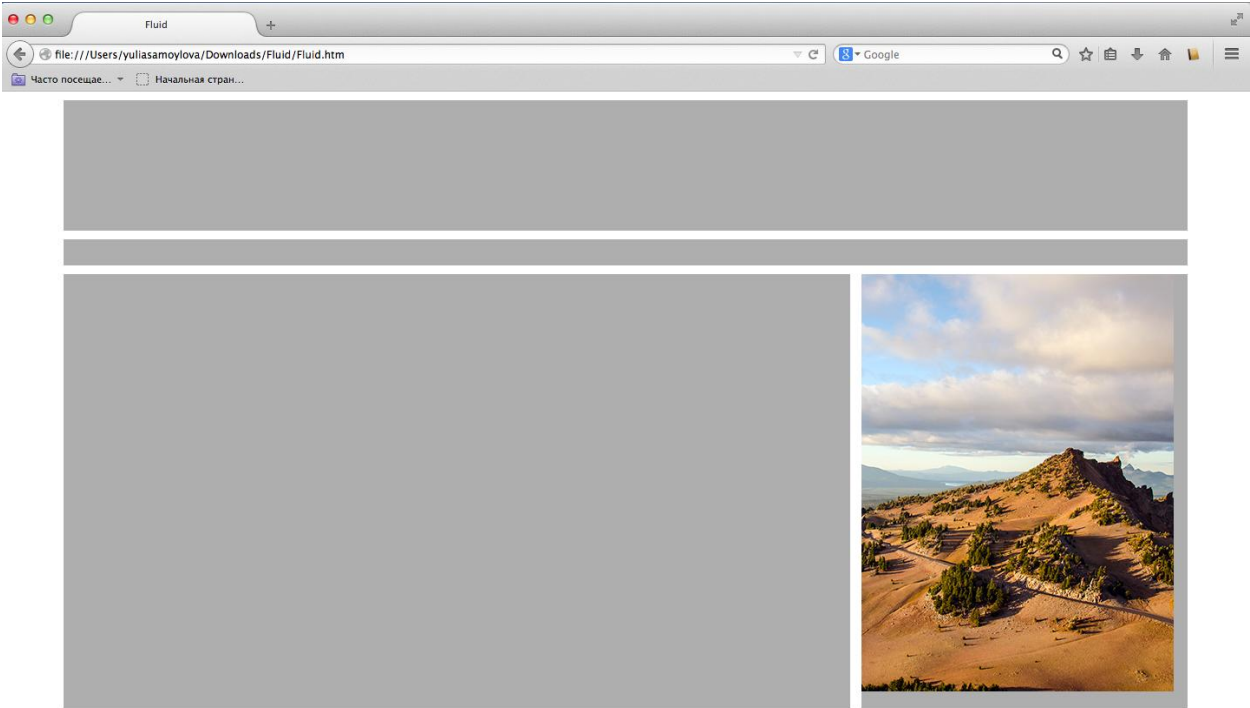 Fluid
file:///Users/yuliasamoylova/Downloads/Fluid/Fluid.htm
Google
Часто посещае...
Начальная стран...